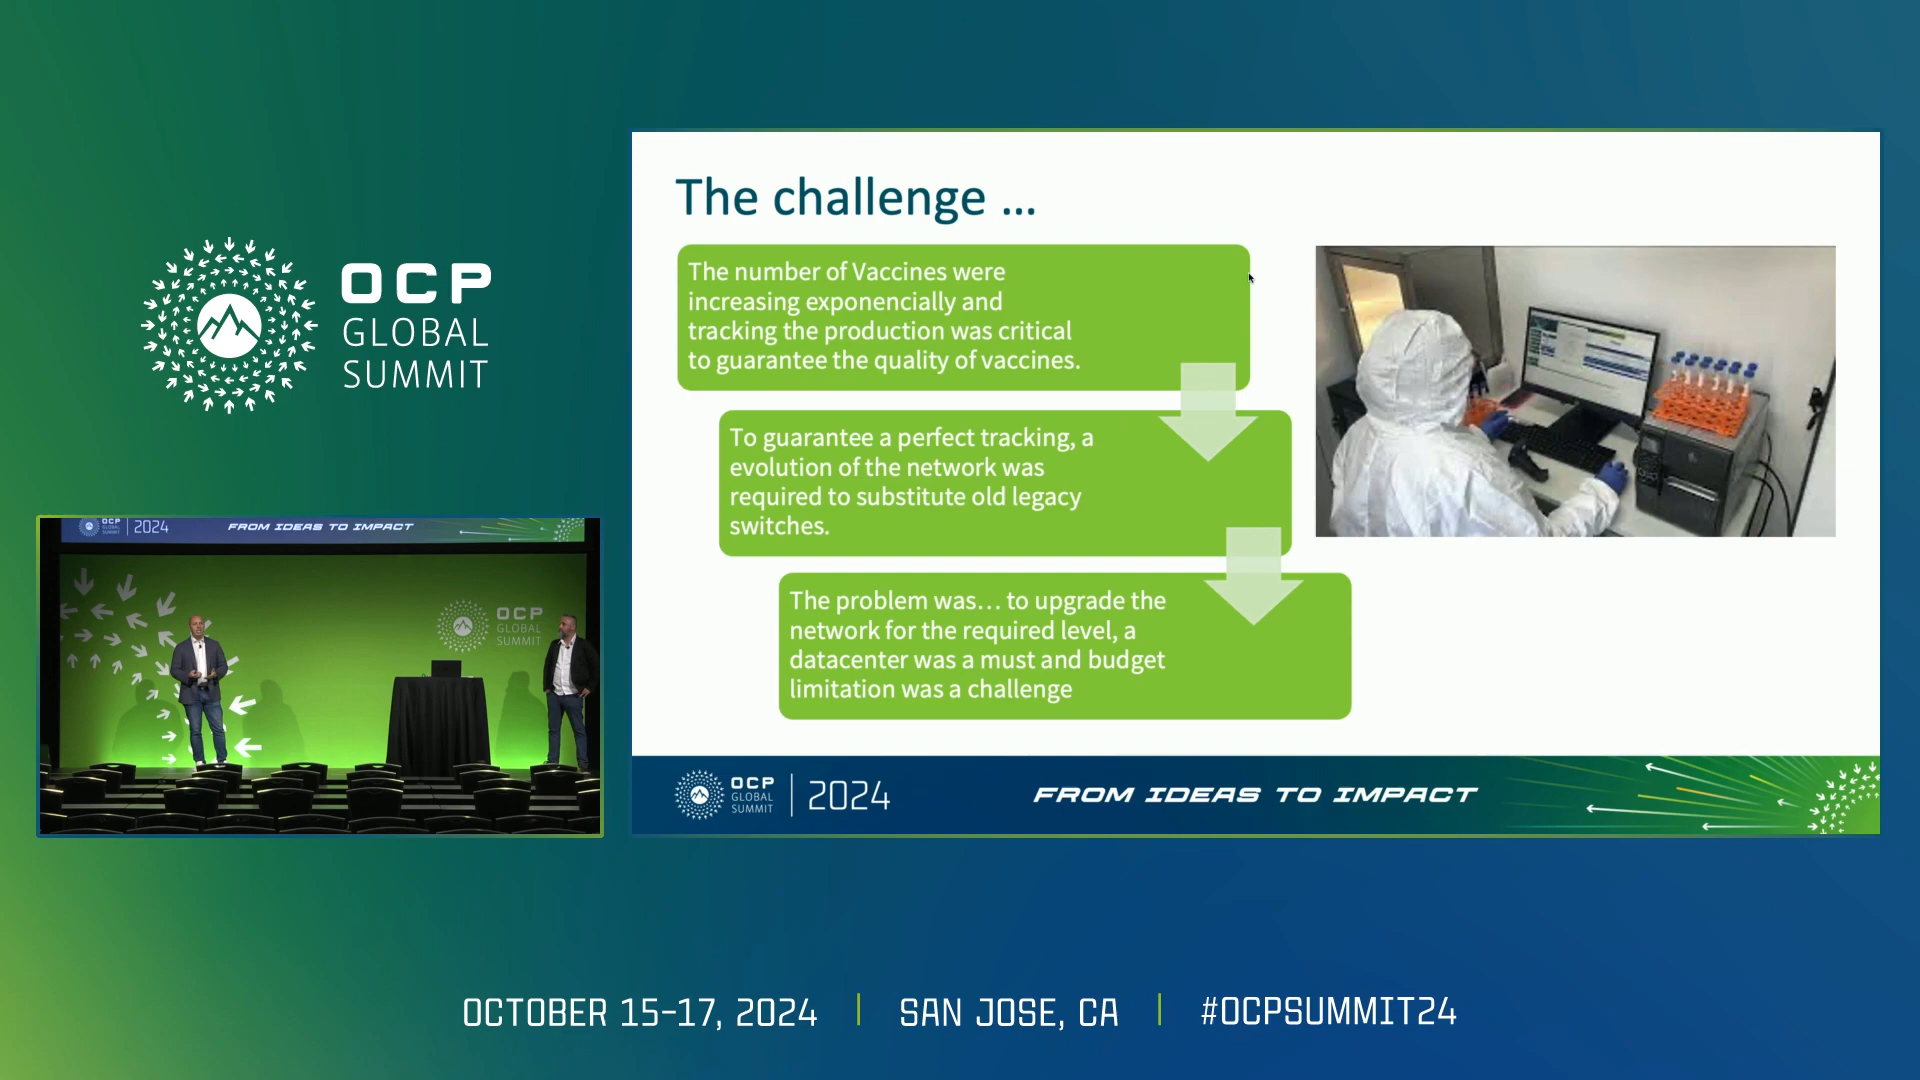 OCP
GLOBAL
SUMMIT
The challenge ...
The number of Vaccines were
increasing exponencially and
tracking the production was critical
to guarantee the quality of vaccines.
To guarantee a perfect tracking, a
evolution of the network was
required to substitute old legacy
switches.
The problem was... to upgrade the
network for the required level, a
datacenter was a must and budget
limitation was a challenge
OCP
GLOBAL
SUMMIT
2024
FROM IDEAS TO IMPACT
OCP
2024
FROM IDEAS TO IMPACT
OCP
GLOBAL
SUMMIT
OCTOBER 15-17, 2024
SAN JOSE, CA
#OCPSUMMIT24